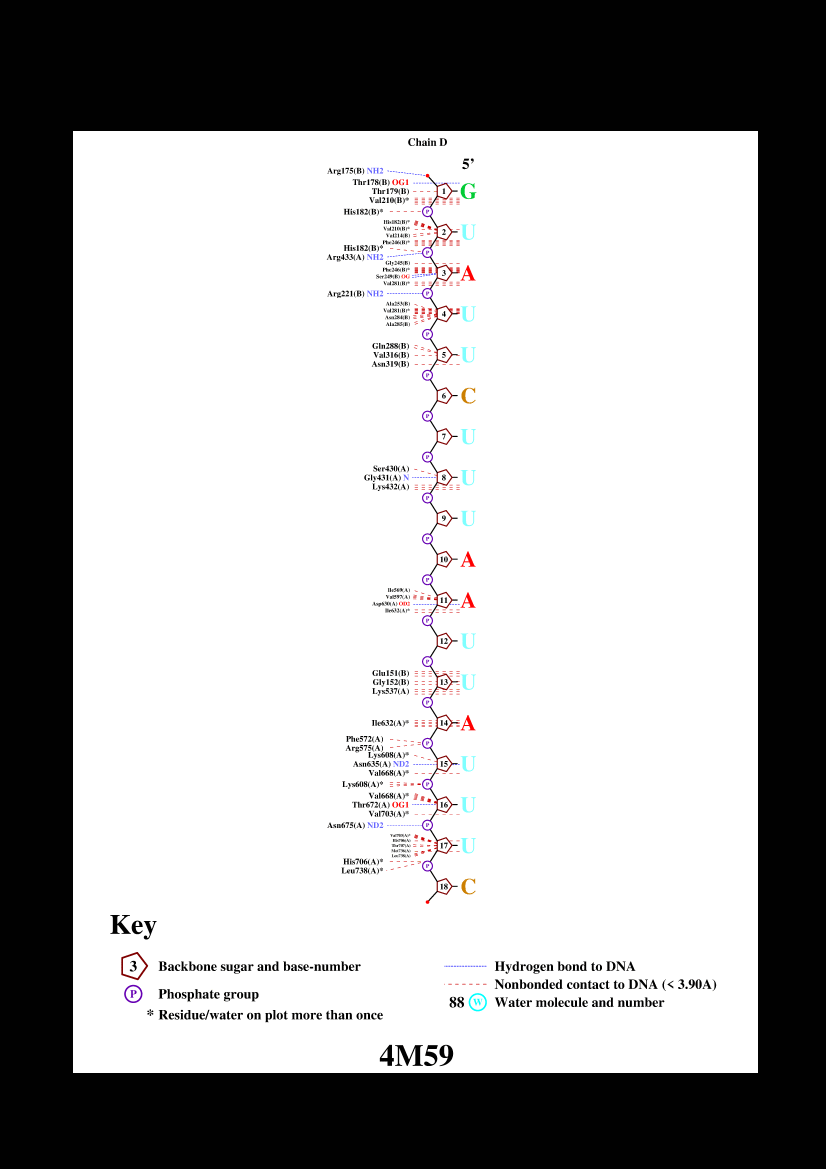 Chain D
5'
Arg175(B) NH2
Thr178(B) OG1
Thr179(B)
1 G
Val210(B)*
His182(B)*
P
His182(B)*
Val210(B)*
2 U
Val214(B)
Phe246(B)*
His182(B)*
P
Arg433(A) NH2
Gly245(B)
Phe246(B)*
3 A
Ser249(B) OG
Val281(B)*
Arg221(B) NH2
P
Ala253(B)
Val281(B)*
4 U
Asn284(B)
Ala285(B)
P
Gln288(B)
Val316(B)
5 U
Asn319(B)
P
6 C
P
7 U
P
Ser430(A)
Gly431(A) N
8 U
Lys432(A)
P
9 U
P
10 A
P
Ile569(A)
Val597(A)
11 A
Asp630(A) OD2
Ile632(A)*
P
12 U
P
Glu151(B)
Gly152(B)
13 U
Lys537(A)
P
Ile632(A)*
14 A
Phe572(A)
P
Arg575(A)
Lys608(A)*
Asn635(A) ND2
15 U
Val668(A)*
Lys608(A)*
P
Val668(A)*
Thr672(A) OG1
16 U
Val703(A)*
Asn675(A) ND2
P
Val703(A)*
17 U
His706(A)*
P
Leu738(A)*
18 C
Key
3 Backbone sugar and base-number
P Phosphate group
* Residue/water on plot more than once
Hydrogen bond to DNA
Nonbonded contact to DNA (< 3.90A)
88 W Water molecule and number
4M59